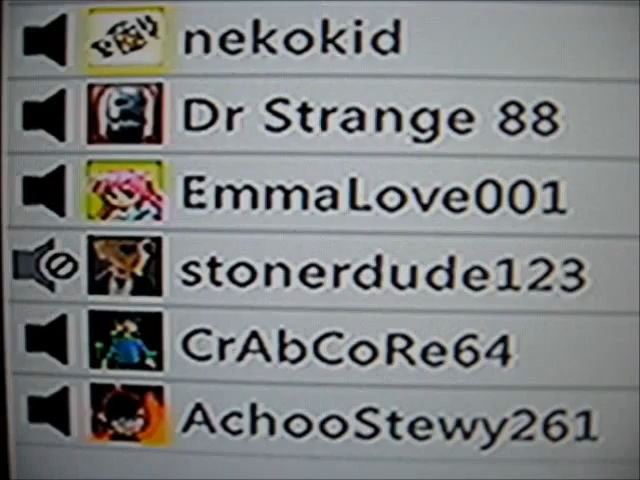 nekokid
Dr Strange 88
EmmaLove001
stonerdude123
CrAbCoRe64
AchooStewy261